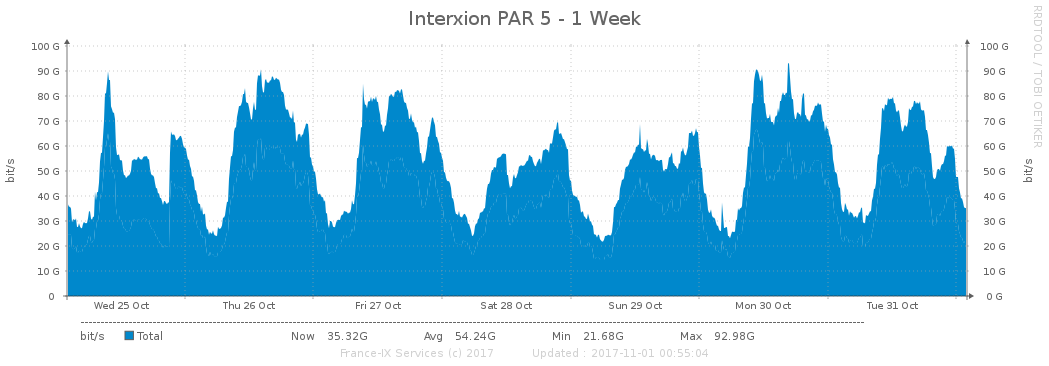 Interxion PAR 5 - 1 Week
RRDTOOL / TOBI OETIKER
bit/s
100 G
90 G
80 G
70 G
60 G
50 G
40 G
30 G
20 G
10 G
0
100 G
90 G
80 G
70 G
60 G
50 G
40 G
30 G
20 G
10 G
0 G
bit/s
Wed 25 Oct Thu 26 Oct Fri 27 Oct Sat 28 Oct Sun 29 Oct Mon 30 Oct Tue 31 Oct
bit/s Total Now 35.32G Avg 54.24G Min 21.68G Max 92.98G
France-IX Services (c) 2017 Updated : 2017-11-01 00:55:04